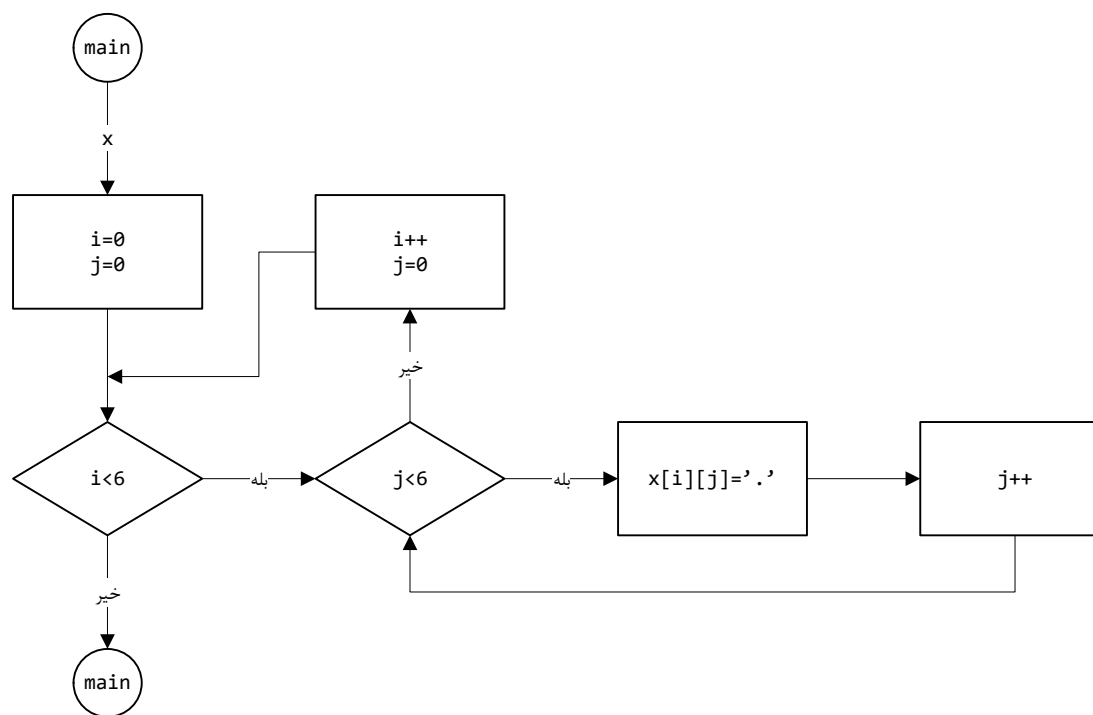 main
x
i=0
j=0
i++
j=0
خیر
i<6
بله
j<6
بله
x[i][j]=’.’
j++
خیر
main